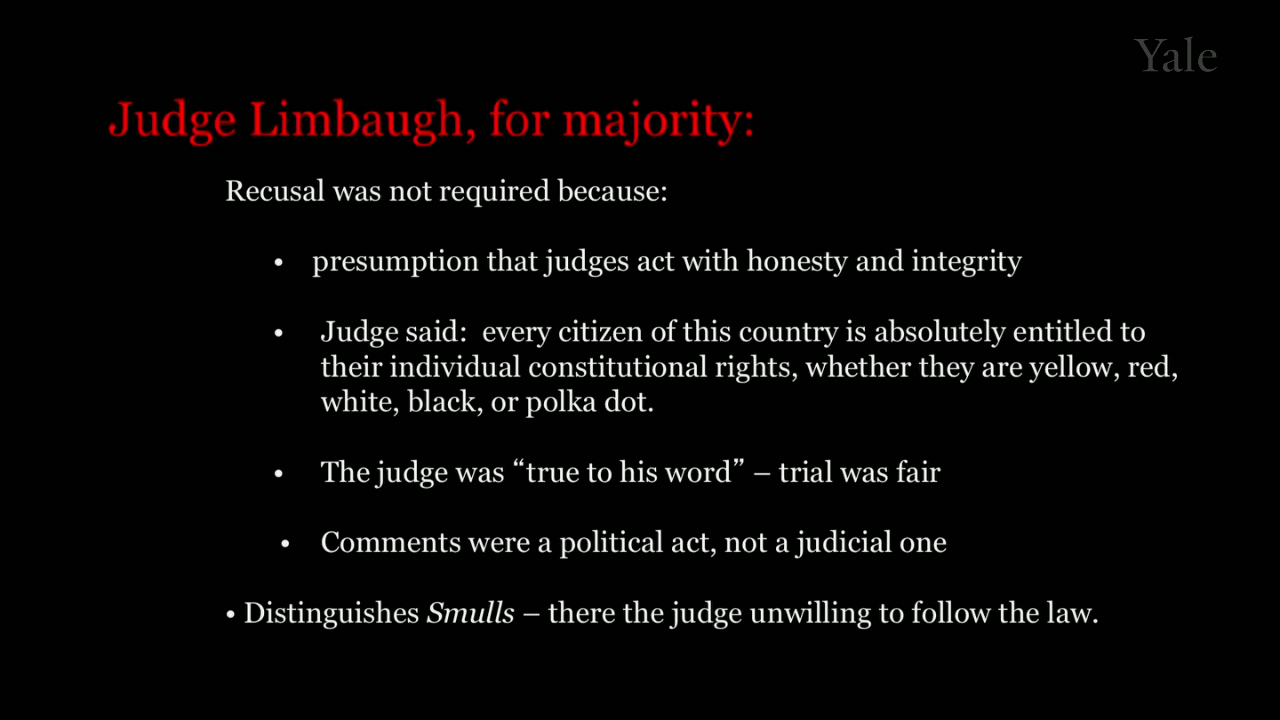 Yale
Judge Limbaugh, for majority:
Recusal was not required because:
• presumption that judges act with honesty and integrity
• Judge said: every citizen of this country is absolutely entitled to
their individual constitutional rights, whether they are yellow, red,
white, black, or polka dot.
• The judge was “true to his word” – trial was fair
• Comments were a political act, not a judicial one
• Distinguishes Smulls – there the judge unwilling to follow the law.